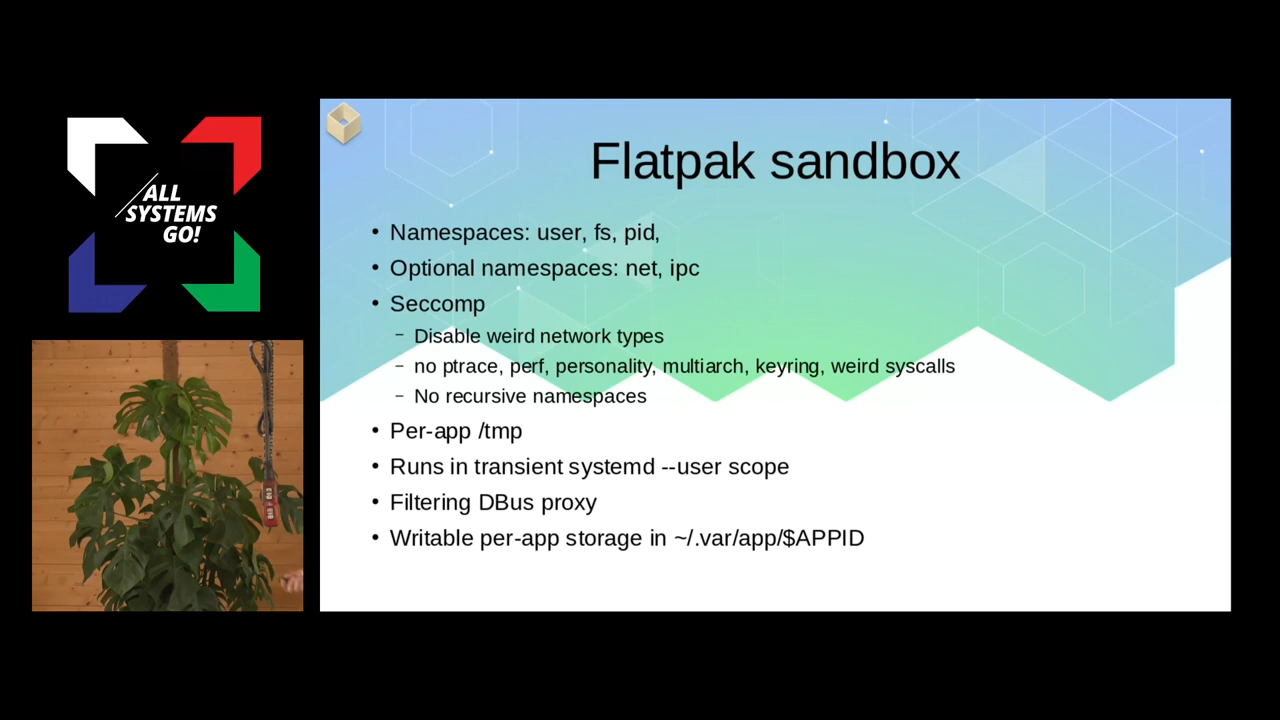 ALL
SYSTEMS
GO!
Flatpak sandbox
• Namespaces: user, fs, pid,
• Optional namespaces: net, ipc
• Seccomp
– Disable weird network types
– no ptrace, perf, personality, multiarch, keyring, weird syscalls
– No recursive namespaces
• Per-app /tmp
• Runs in transient systemd --user scope
• Filtering DBus proxy
• Writable per-app storage in ~/.var/app/$APPID